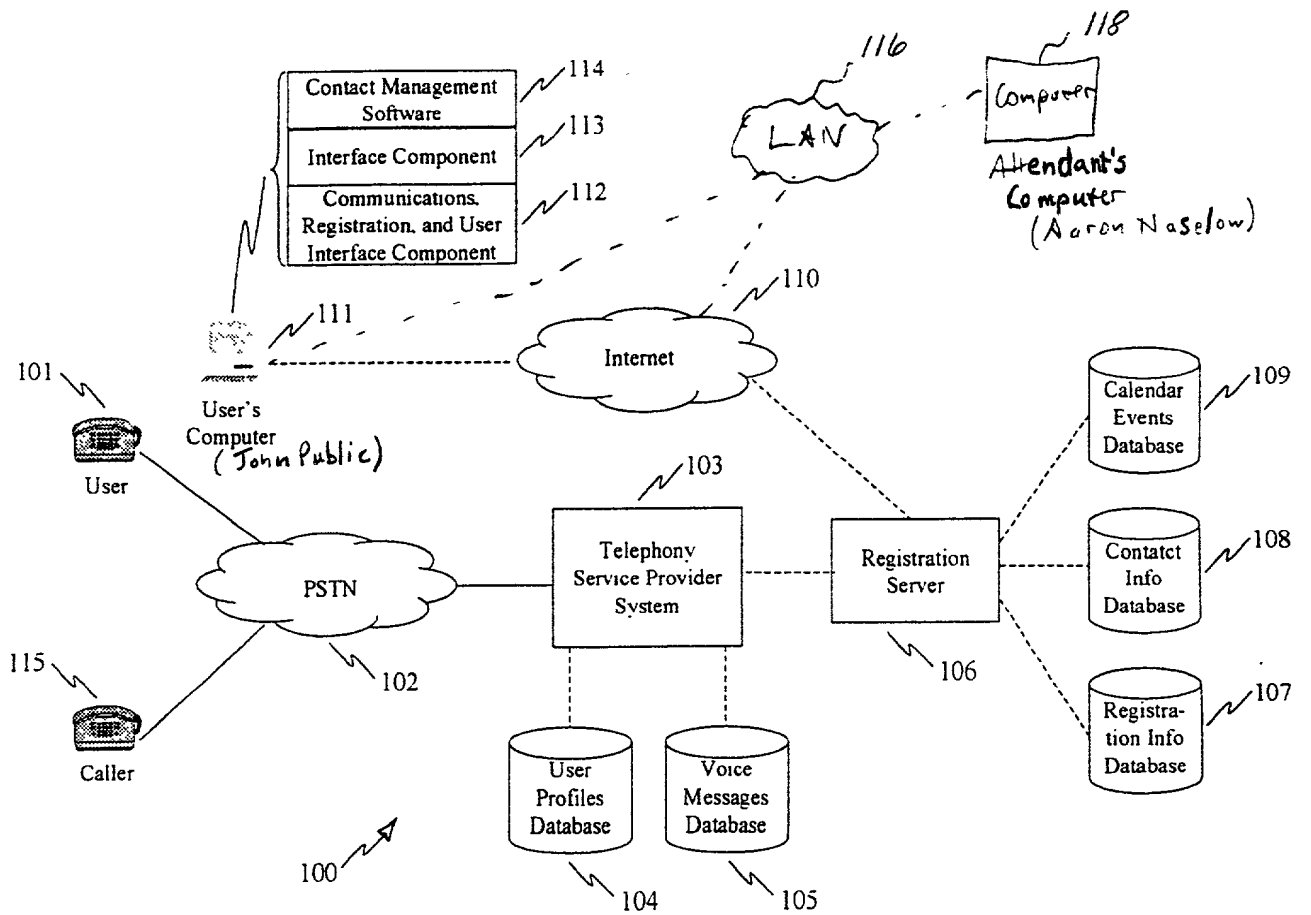 116
118
114
Contact Management
Software
113
Interface Component
112
Communications,
Registration, and User
Interface Component
LAN
Computer
Attendant's
Computer
(Aaron Naselow)
110
Internet
111
User's
Computer
(John Public)
101
User
109
Calendar
Events
Database
103
Telephony
Service Provider
System
Registration
Server
106
108
Contatct
Info
Database
PSTN
102
115
Caller
107
Registra-
tion Info
Database
User
Profiles
Database
104
Voice
Messages
Database
105
100